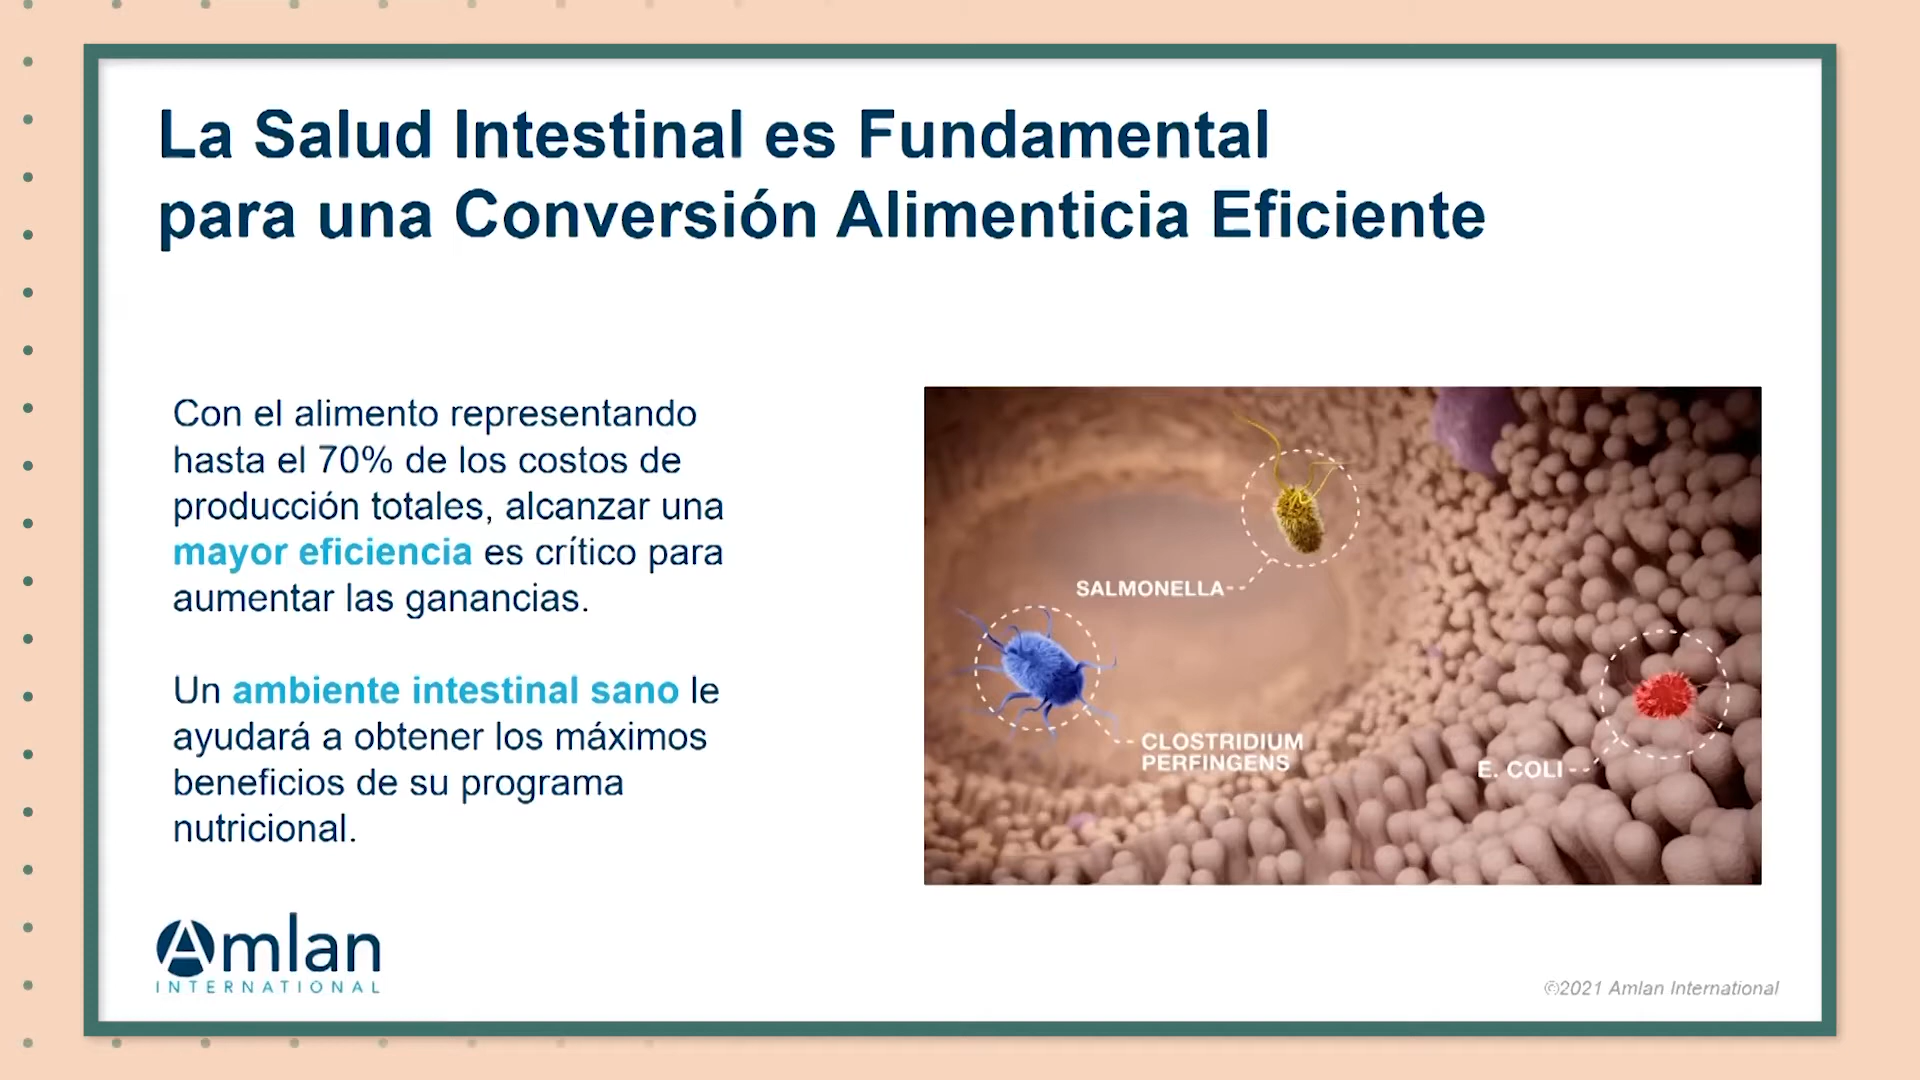 La Salud Intestinal es Fundamental
para una Conversión Alimenticia Eficiente
Con el alimento representando
hasta el 70% de los costos de
producción totales, alcanzar una
mayor eficiencia es crítico para
aumentar las ganancias.
Un ambiente intestinal sano le
ayudará a obtener los máximos
beneficios de su programa
nutricional.
SALMONELLA
CLOSTRIDIUM
PERFINGENS
E. COLI
Amlan
INTERNATIONAL
©2021 Amlan International